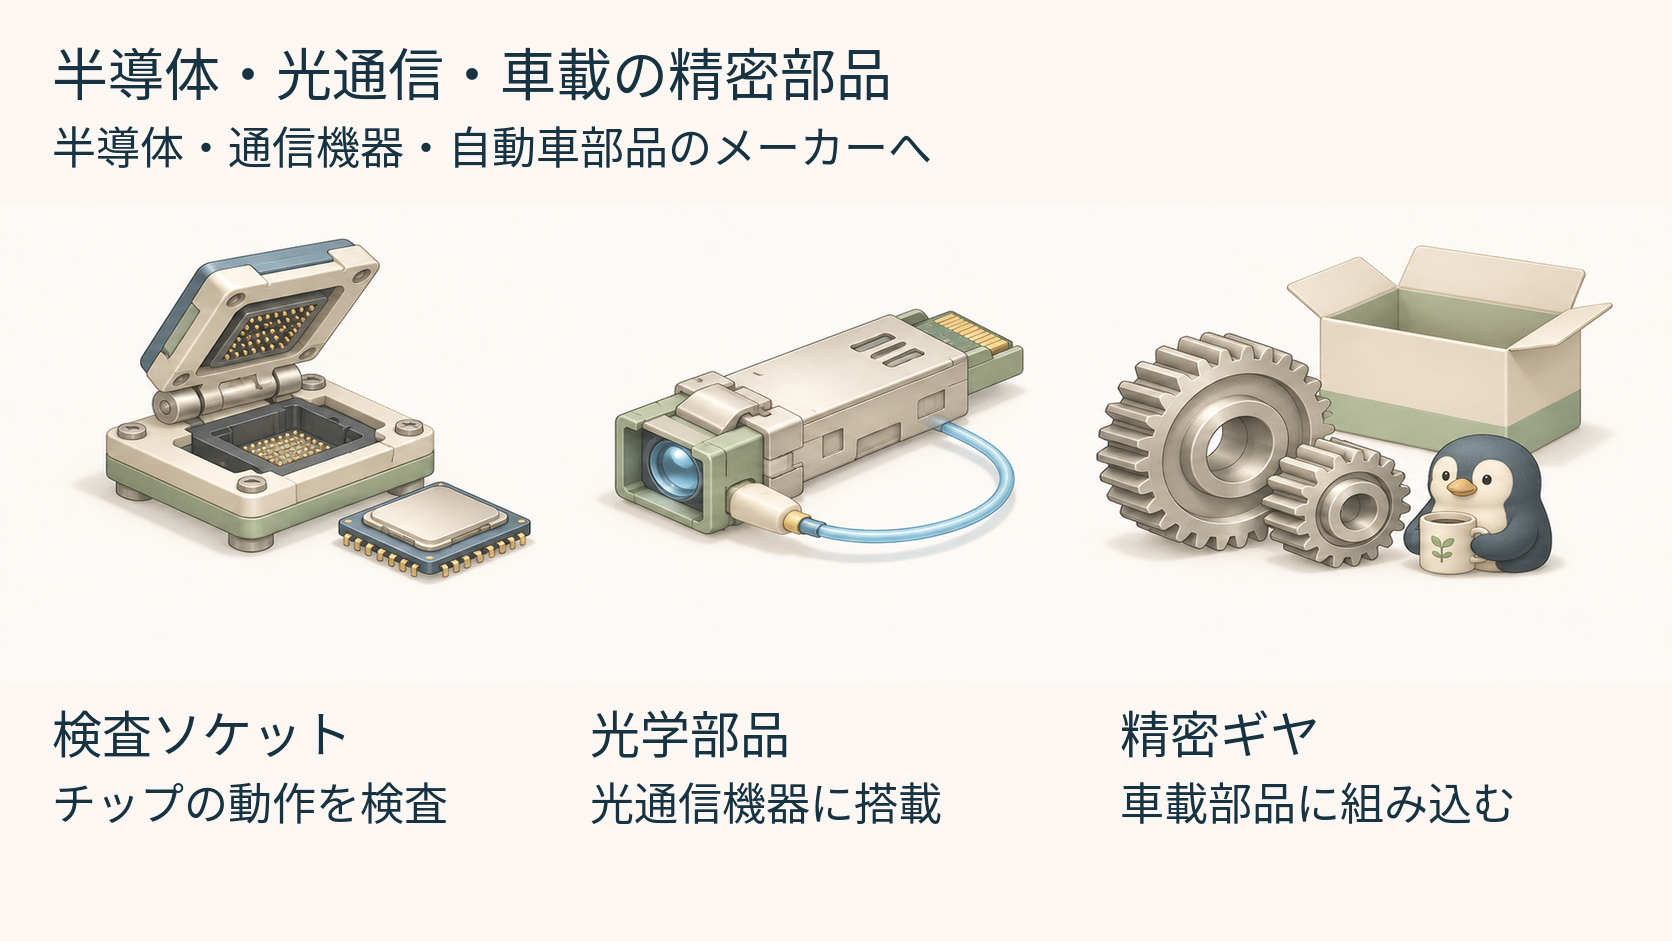 半導体・光通信・車載の精密部品
半導体・通信機器・自動車部品のメーカーへ
検査ソケット
チップの動作を検査
光学部品
光通信機器に搭載
精密ギヤ
車載部品に組み込む